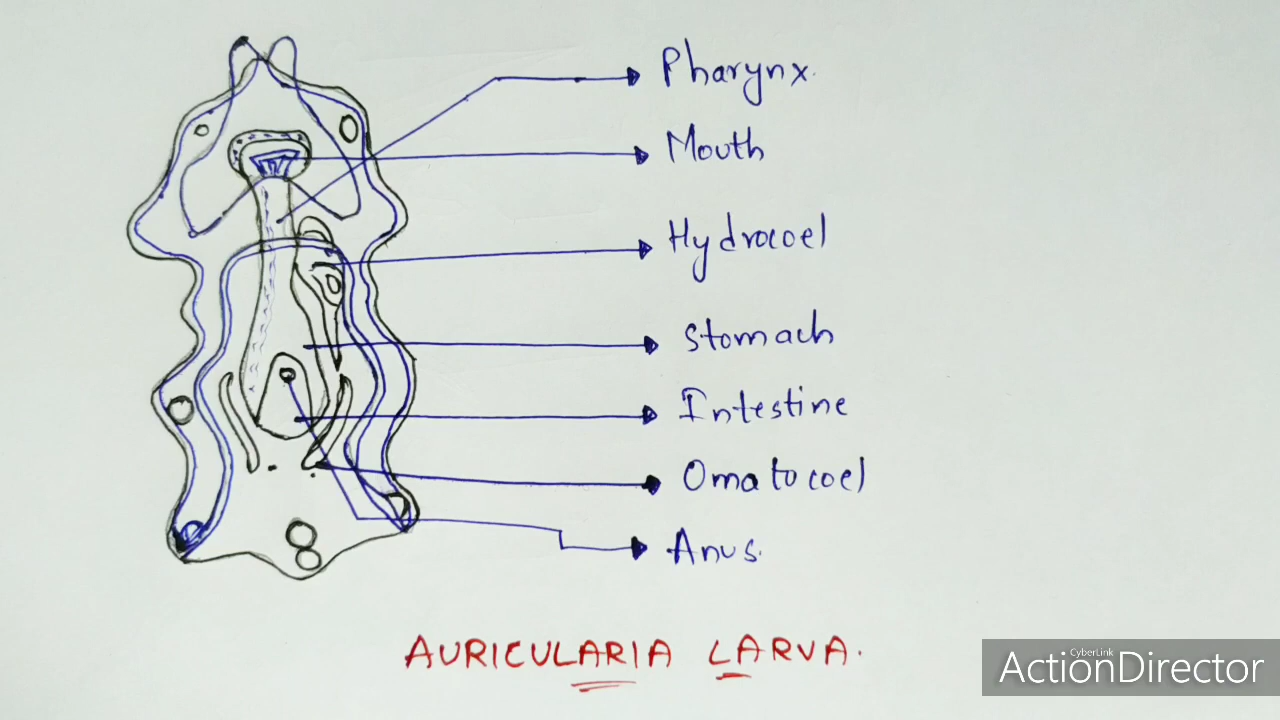 Pharynx.
Mouth
Hydrocoel
Stomach
Intestine
Omatocoel
Anus.
AURICULARIA LARVA.
CyberLink
ActionDirector